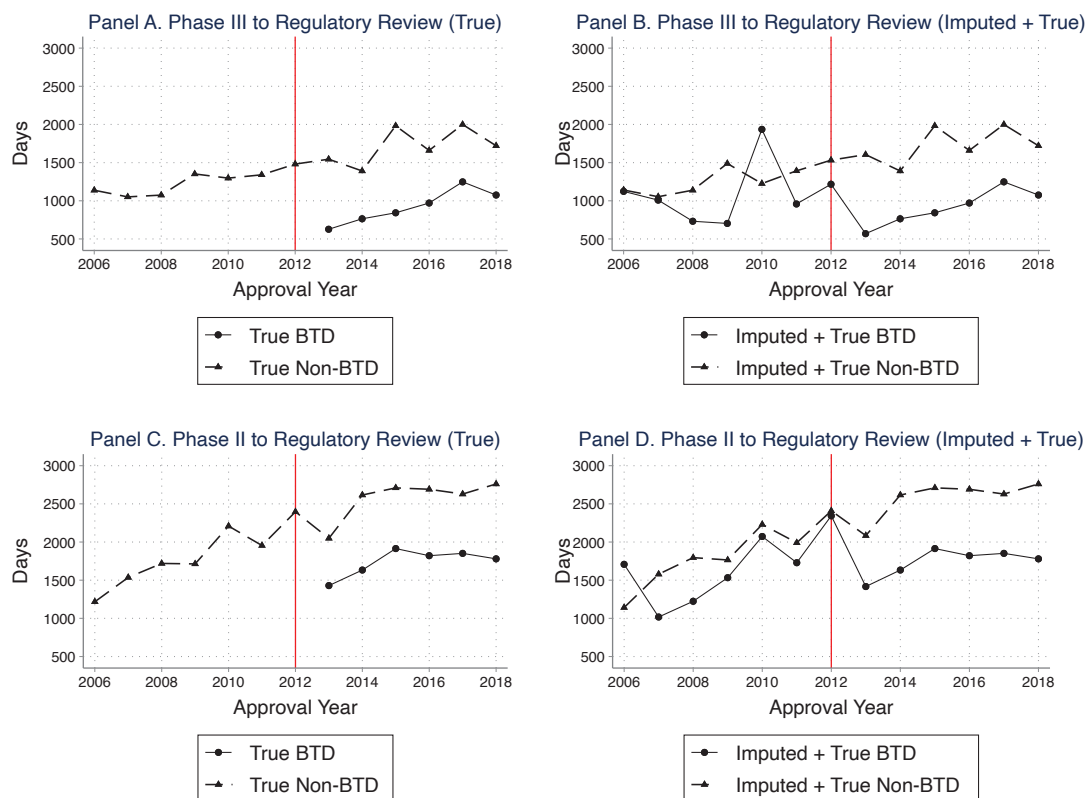 Panel A. Phase III to Regulatory Review (True)
3000
2500
2000
1500
1000
500
Days
2006 2008 2010 2012 2014 2016 2018
Approval Year
True BTD
True Non-BTD
Panel B. Phase III to Regulatory Review (Imputed + True)
3000
2500
2000
1500
1000
500
Days
2006 2008 2010 2012 2014 2016 2018
Approval Year
Imputed + True BTD
Imputed + True Non-BTD
Panel C. Phase II to Regulatory Review (True)
3000
2500
2000
1500
1000
500
Days
2006 2008 2010 2012 2014 2016 2018
Approval Year
True BTD
True Non-BTD
Panel D. Phase II to Regulatory Review (Imputed + True)
3000
2500
2000
1500
1000
500
Days
2006 2008 2010 2012 2014 2016 2018
Approval Year
Imputed + True BTD
Imputed + True Non-BTD